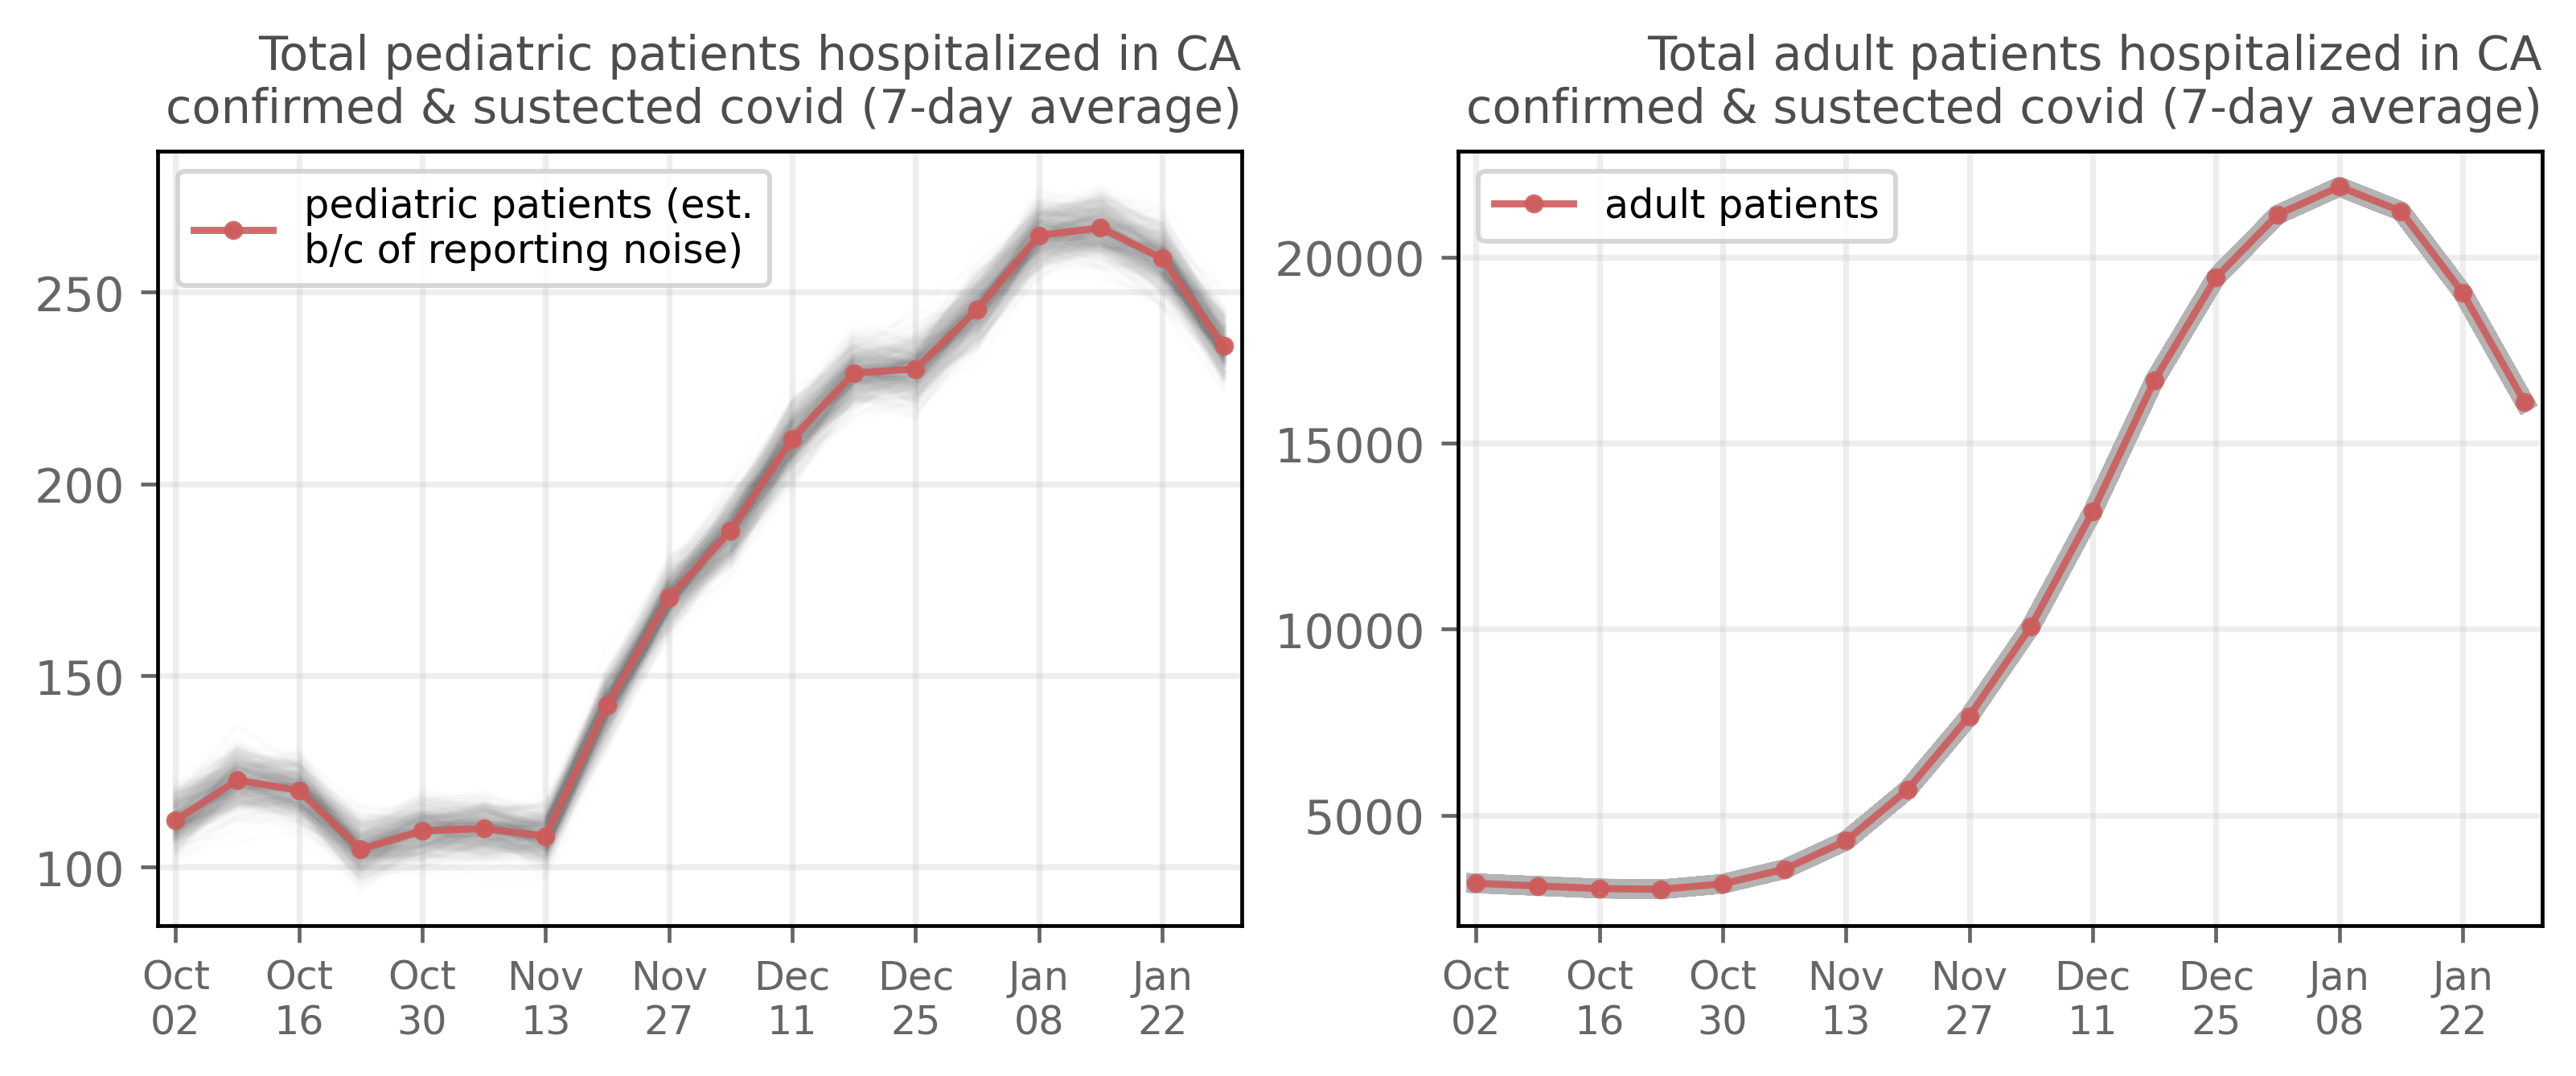 Total pediatric patients hospitalized in CA
confirmed & sustected covid (7-day average)
pediatric patients (est.
b/c of reporting noise)
250
200
150
100
Oct
02
Oct
16
Oct
30
Nov
13
Nov
27
Dec
11
Dec
25
Jan
08
Jan
22
Total adult patients hospitalized in CA
confirmed & sustected covid (7-day average)
adult patients
20000
15000
10000
5000
Oct
02
Oct
16
Oct
30
Nov
13
Nov
27
Dec
11
Dec
25
Jan
08
Jan
22